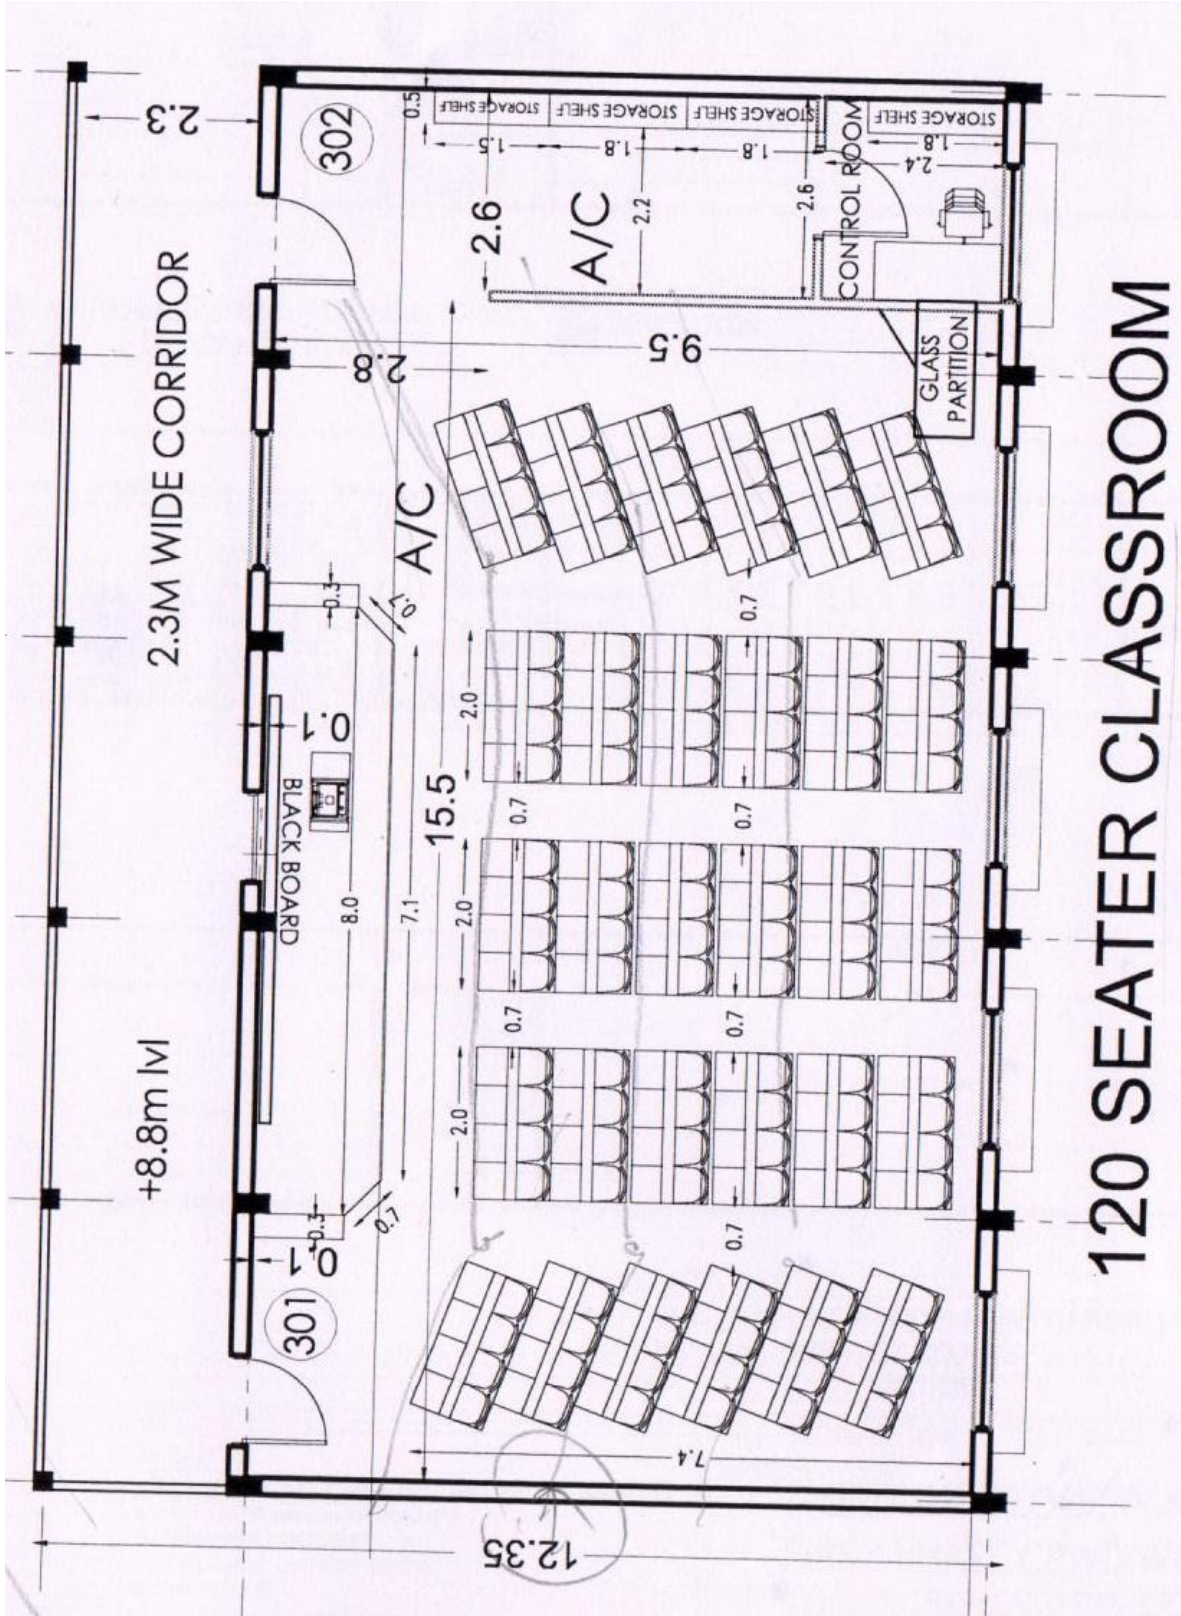 2.3
2.3M WIDE CORRIDOR
+8.8m lvl
302
301
0.5
STORAGE SHELF
STORAGE SHELF
STORAGE SHELF
STORAGE SHELF
1.5
1.8
1.8
1.8
2.4
2.6
2.2
2.6
A/C
CONTROL ROOM
GLASS
PARTITION
2.8
9.5
A/C
0.3
0.7
0.1
BLACK BOARD
8.0
7.1
15.5
0.3
0.7
0.1
2.0
2.0
2.0
0.7
0.7
0.7
0.7
0.7
0.7
7.4
12.35
120 SEATER CLASSROOM